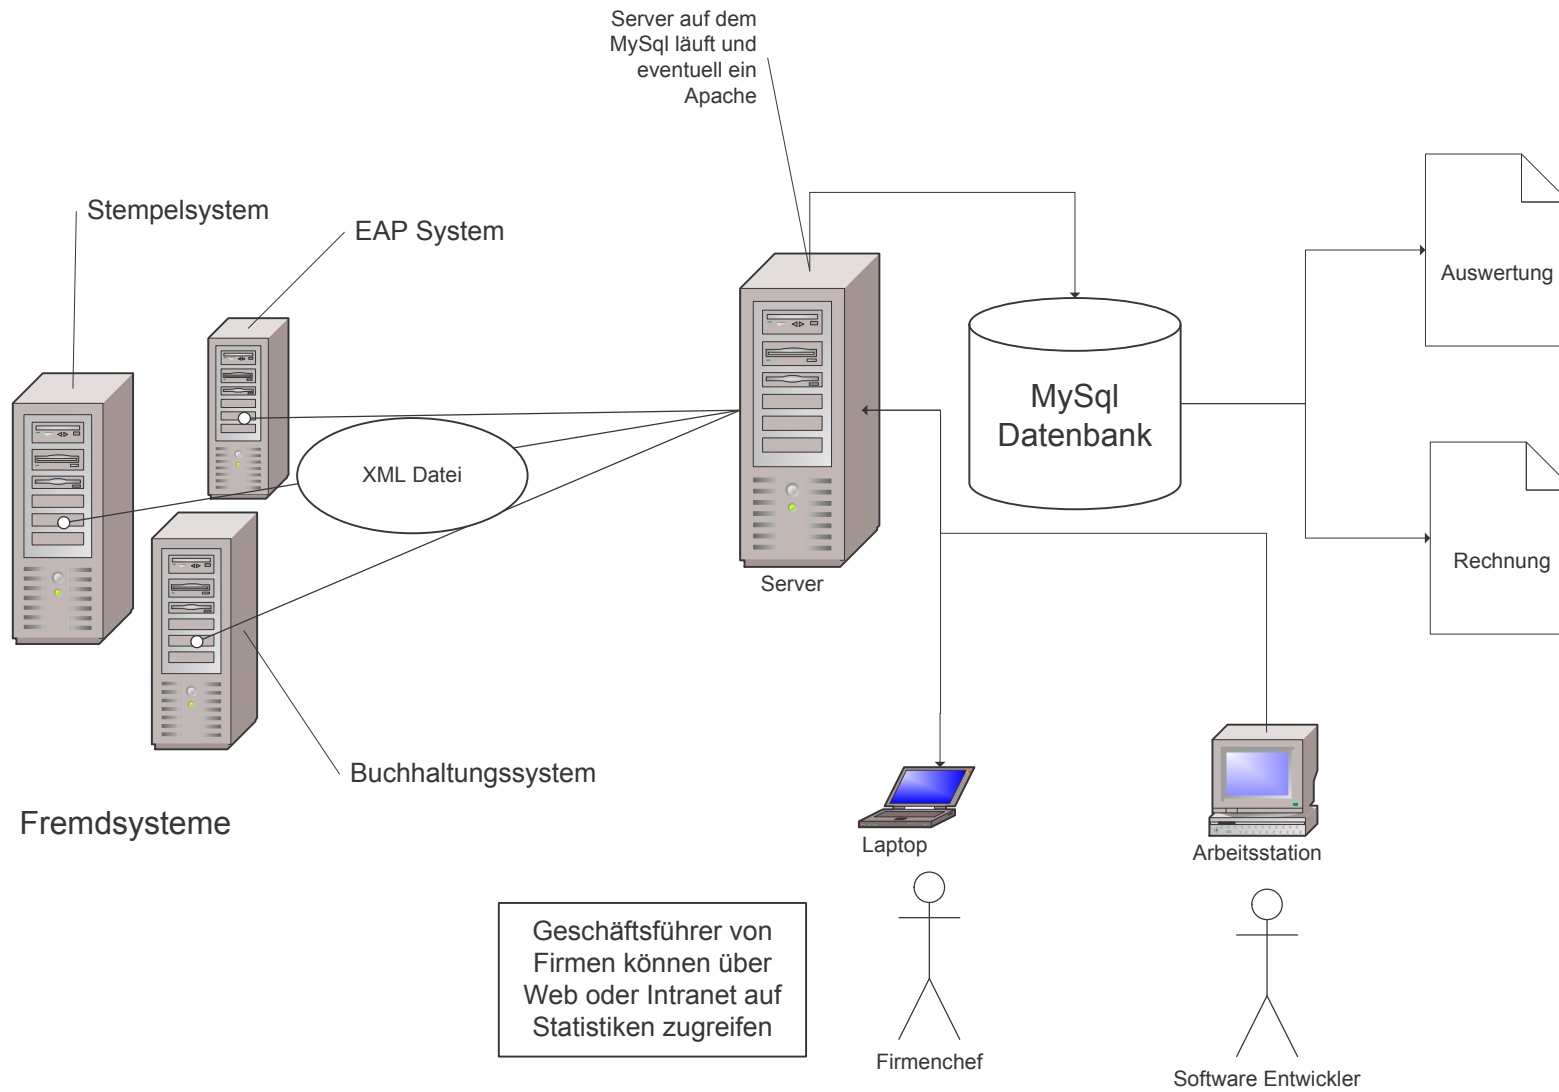 Server auf dem
MySql läuft und
eventuell ein
Apache
Stempelsystem
EAP System
Auswertung
MySql
Datenbank
XML Datei
Server
Rechnung
Buchhaltungssystem
Fremdsysteme
Laptop
Arbeitsstation
Geschäftsführer von
Firmen können über
Web oder Intranet auf
Statistiken zugreifen
Firmenchef
Software Entwickler